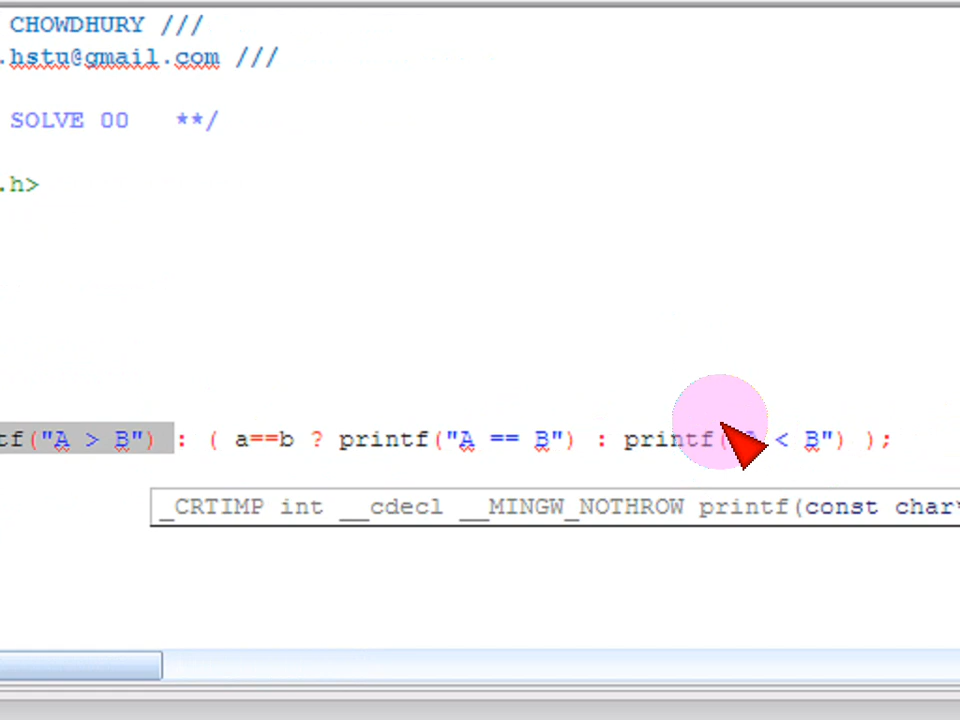 CHOWDHURY ///
.hstu@gmail.com ///
SOLVE 00 **/
.h>
tf("A > B") : ( a==b ? printf("A == B") : printf( < B") );
_CRTIMP int __cdecl __MINGW_NOTHROW printf(const char